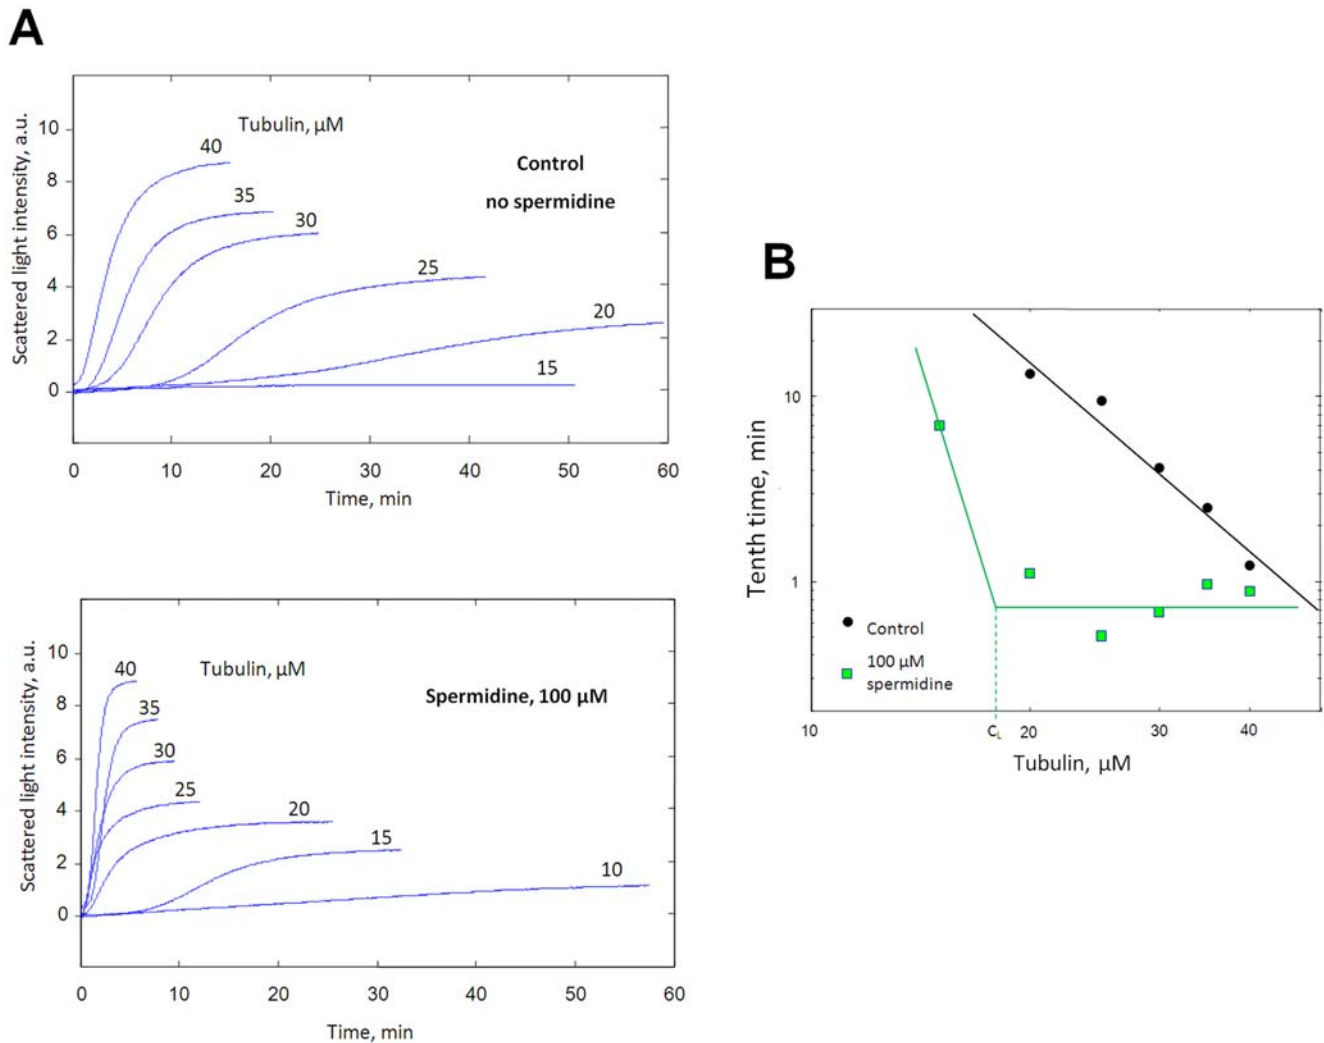 A
Tubulin, µM
40
35
30
25
20
15
Control
no spermidine
Scattered light intensity, a.u.
10
8
6
4
2
0
0 10 20 30 40 50 60
Time, min
Tubulin, µM
40
35
30
25
20
15
10
Spermidine, 100 µM
Scattered light intensity, a.u.
10
8
6
4
2
0
0 10 20 30 40 50 60
Time, min
B
Tenth time, min
10
1
Control
100 µM
spermidine
10 CL 20 30 40
Tubulin, µM